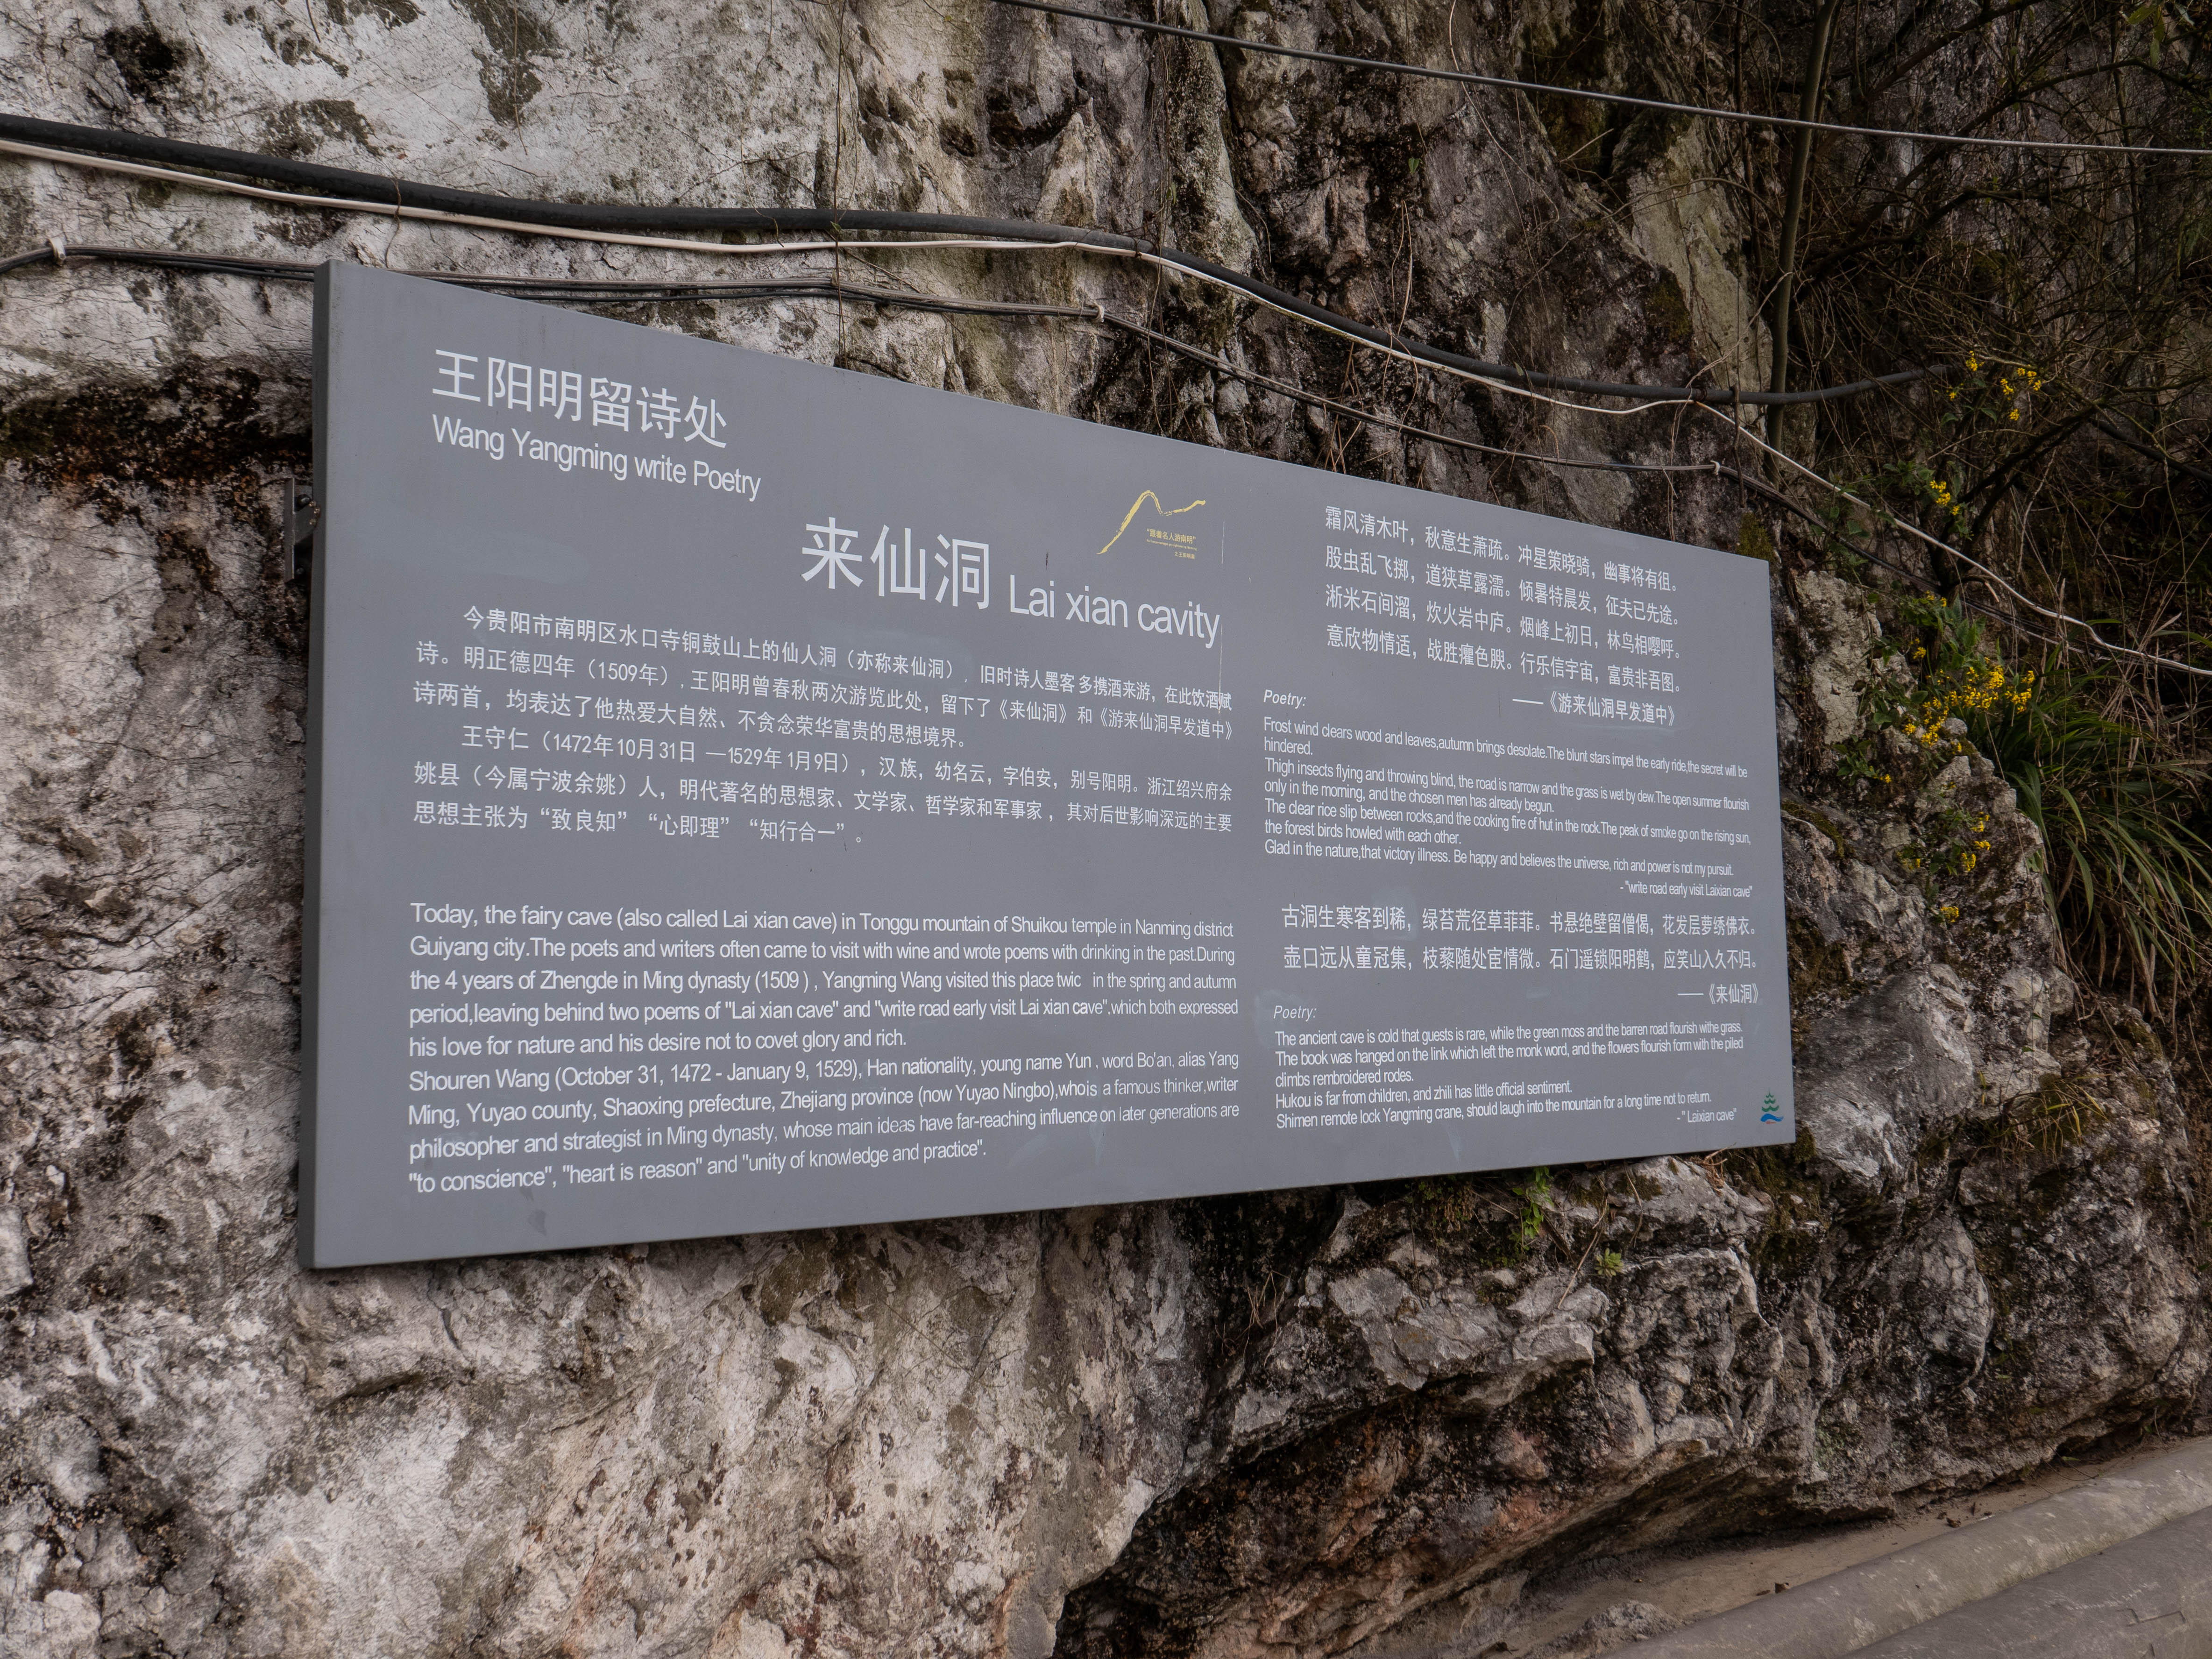 王阳明留诗处
Wang Yangming write Poetry
来仙洞 Lai xian cavity
“跟着名人游南明”
今贵阳市南明区水口寺铜鼓山上的仙人洞（亦称来仙洞），旧时诗人墨客多携酒来游，在此饮酒赋
诗。明正德四年（1509年），王阳明曾春秋两次游览此处，留下了《来仙洞》和《游来仙洞早发道中》
诗两首，均表达了他热爱大自然、不贪念荣华富贵的思想境界。
王守仁（1472年10月31日 —1529年1月9日），汉族，幼名云，字伯安，别号阳明。浙江绍兴府余
姚县（今属宁波余姚）人，明代著名的思想家、文学家、哲学家和军事家，其对后世影响深远的主要
思想主张为“致良知”“心即理”“知行合一”。
Today, the fairy cave (also called Lai xian cave) in Tonggu mountain of Shuikou temple in Nanming district
Guiyang city.The poets and writers often came to visit with wine and wrote poems with drinking in the past.During
the 4 years of Zhengde in Ming dynasty (1509 ) , Yangming Wang visited this place twic in the spring and autumn
period,leaving behind two poems of "Lai xian cave" and "write road early visit Lai xian cave",which both expressed
his love for nature and his desire not to covet glory and rich.
Shouren Wang (October 31, 1472 - January 9, 1529), Han nationality, young name Yun , word Bo'an, alias Yang
Ming, Yuyao county, Shaoxing prefecture, Zhejiang province (now Yuyao Ningbo),whois a famous thinker,writer
philosopher and strategist in Ming dynasty, whose main ideas have far-reaching influence on later generations are
"to conscience", "heart is reason" and "unity of knowledge and practice".
霜风清木叶，秋意生萧疏。冲星策晓骑，幽事将有徂。
股虫乱飞掷，道狭草露濡。倾暑特晨发，征夫已先途。
淅米石间溜，炊火岩中庐。烟峰上初日，林鸟相嘤呼。
意欣物情适，战胜癯色腴。行乐信宇宙，富贵非吾图。
——《游来仙洞早发道中》
Poetry:
Frost wind clears wood and leaves,autumn brings desolate.The blunt stars impel the early ride,the secret will be
hindered.
Thigh insects flying and throwing blind, the road is narrow and the grass is wet by dew.The open summer flourish
only in the morning, and the chosen men has already begun.
The clear rice slip between rocks,and the cooking fire of hut in the rock.The peak of smoke go on the rising sun,
the forest birds howled with each other.
Glad in the nature,that victory illness. Be happy and believes the universe, rich and power is not my pursuit.
- "write road early visit Laixian cave"
古洞生寒客到稀，绿苔荒径草菲菲。书悬绝壁留僧偈，花发层萝绣佛衣。
壶口远从童冠集，枝藜随处宦情微。石门遥锁阳明鹤，应笑山人久不归。
——《来仙洞》
Poetry:
The ancient cave is cold that guests is rare, while the green moss and the barren road flourish withe grass.
The book was hanged on the link which left the monk word, and the flowers flourish form with the piled
climbs rembroidered rodes.
Hukou is far from children, and zhili has little official sentiment.
Shimen remote lock Yangming crane, should laugh into the mountain for a long time not to return.
- " Laixian cave"